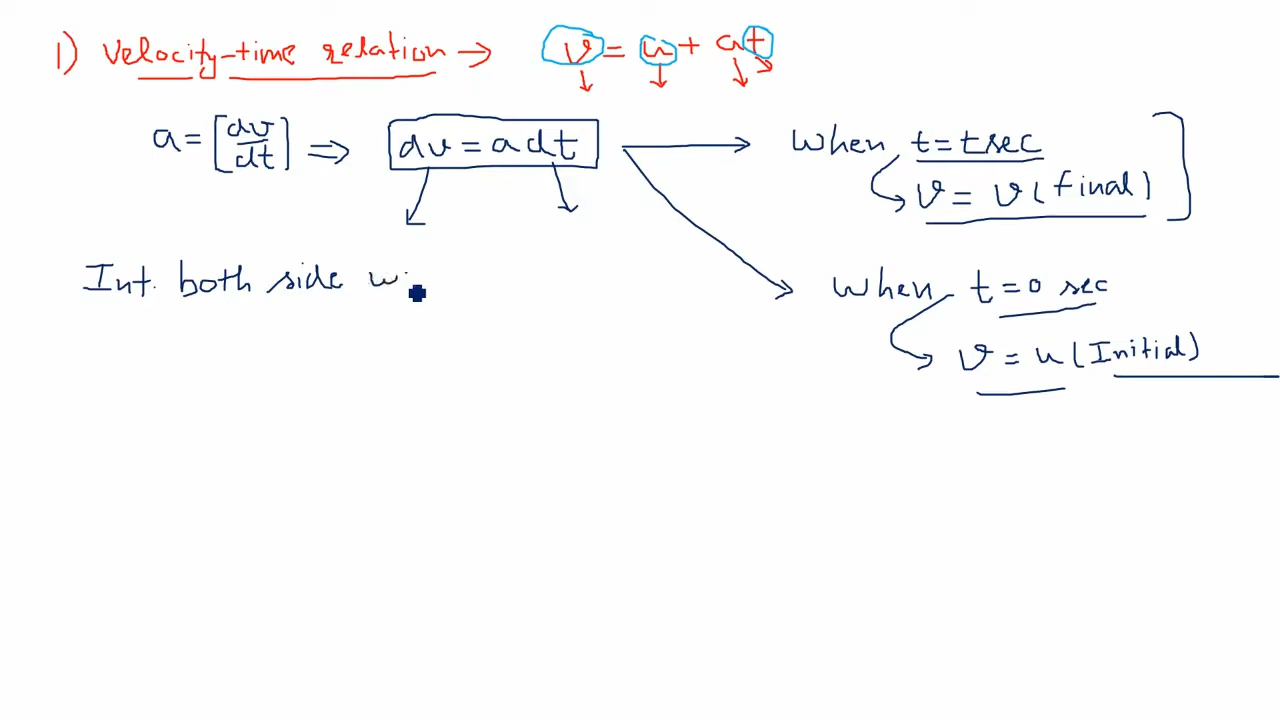 1) Velocity-time relation → v = u + at
a = [dv/dt] ⇒ dv = a dt
When t = t sec
v = v (final)
Int. both side wi
When t = 0 sec
v = u (Initial)